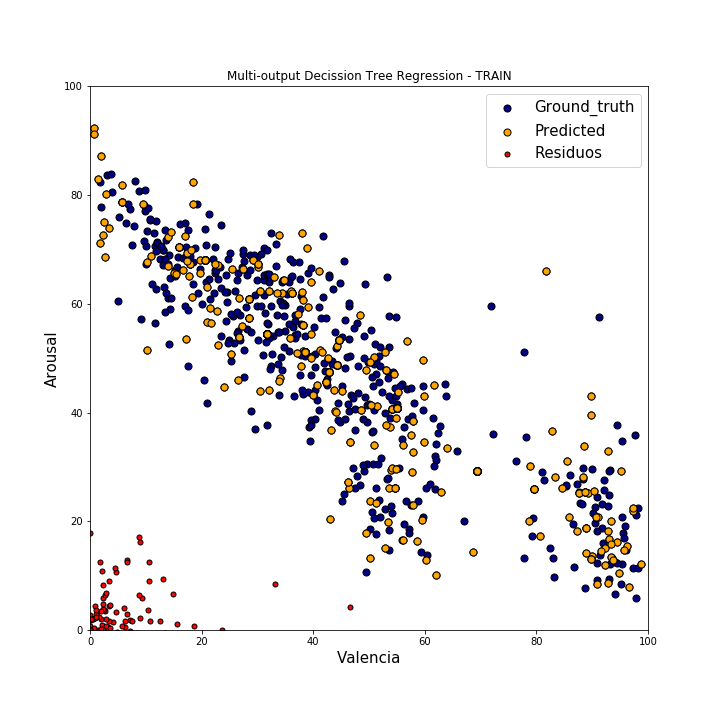 Multi-output Decission Tree Regression - TRAIN
100
80
60
40
20
0
Arousal
Ground_truth
Predicted
Residuos
0 20 40 60 80 100
Valencia